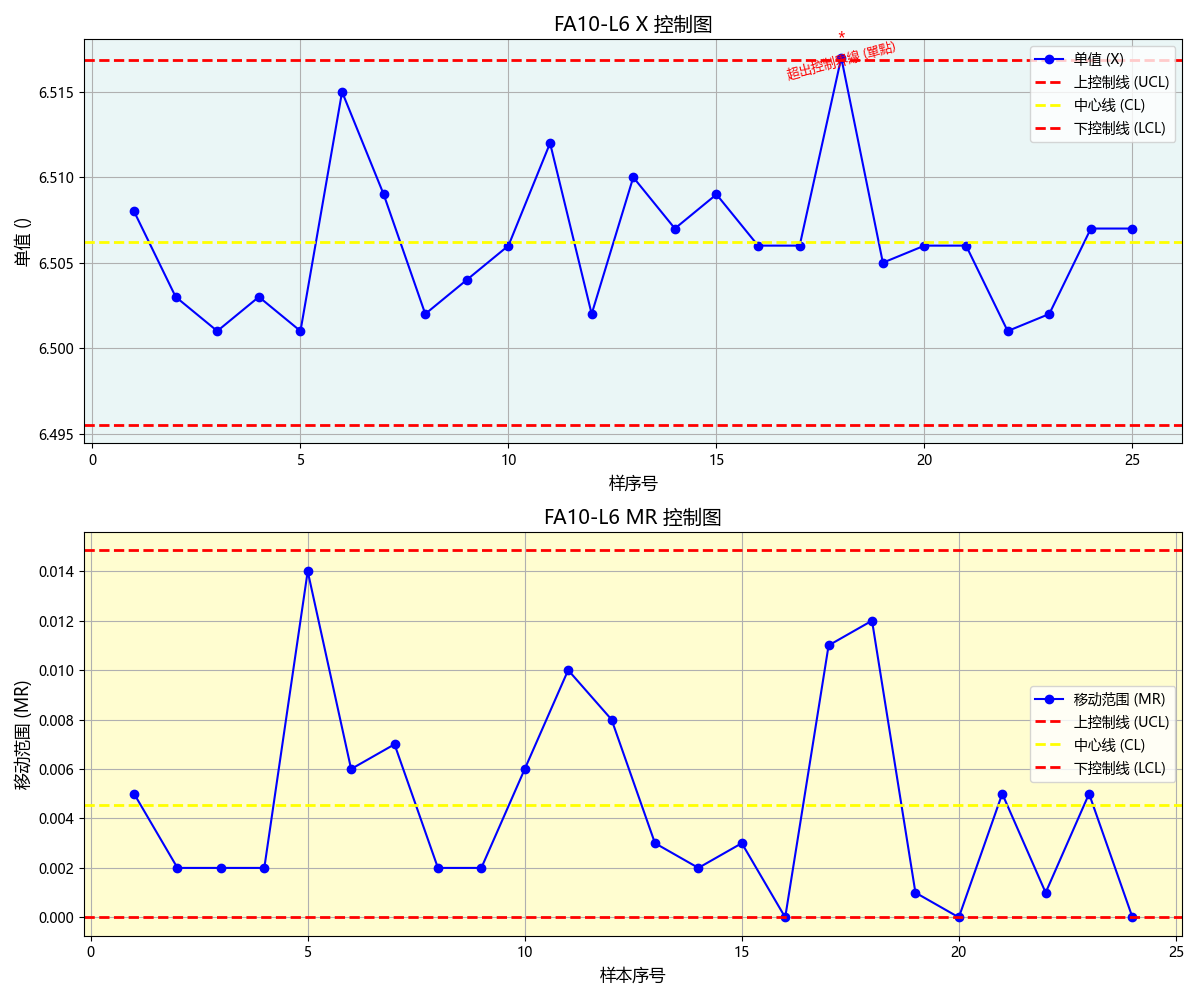 FA10-L6 X 控制图
*
超出控制界線 (單點)
单值 (X)
上控制线 (UCL)
中心线 (CL)
下控制线 (LCL)
单值 ()
6.515
6.510
6.505
6.500
6.495
0 5 10 15 20 25
样序号
FA10-L6 MR 控制图
移动范围 (MR)
0.014
0.012
0.010
0.008
0.006
0.004
0.002
0.000
移动范围 (MR)
上控制线 (UCL)
中心线 (CL)
下控制线 (LCL)
0 5 10 15 20 25
样本序号